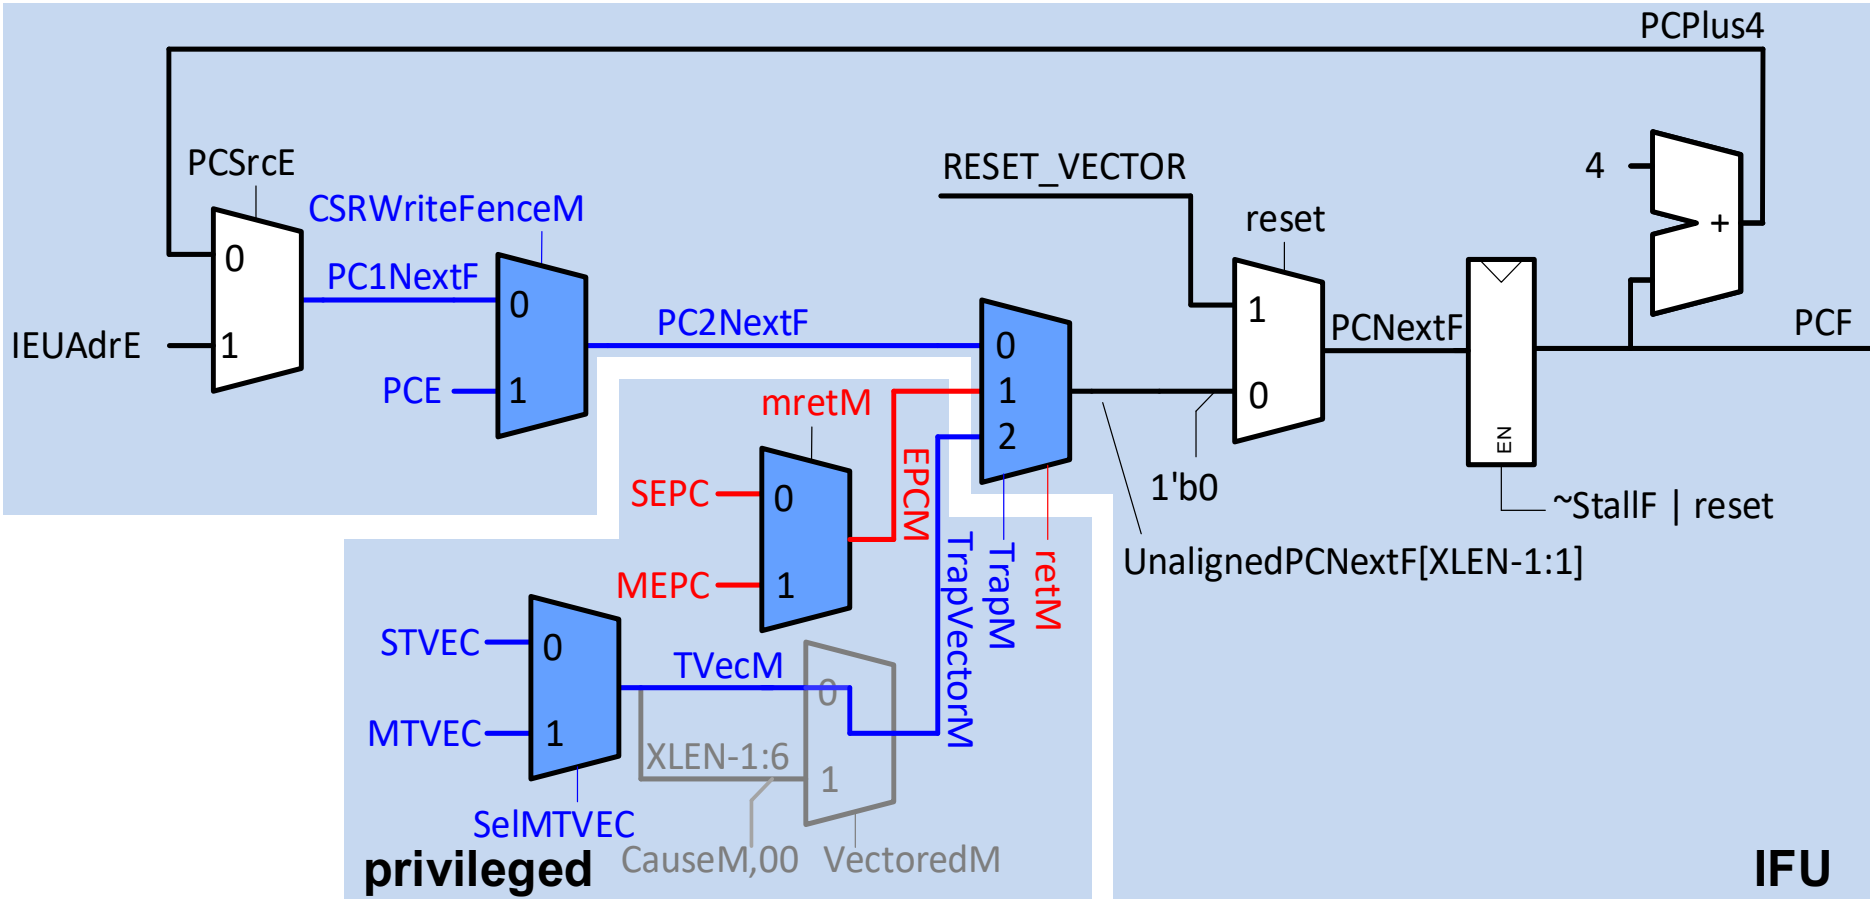 PCPlus4
PCSrcE
RESET_VECTOR
4
CSRWriteFenceM
reset
+
0
PC1NextF
0
1
PC2NextF
PCNextF
PCF
IEUAdrE
1
0
PCE
1
mretM
1
0
2
EN
SEPC
0
EPCM
1'b0
~StallF | reset
TrapVectorM
TrapM
retM
UnalignedPCNextF[XLEN-1:1]
MEPC
1
STVEC
0
TVecM
0
MTVEC
1
XLEN-1:6
1
SelMTVEC
CauseM,00
VectoredM
privileged
IFU